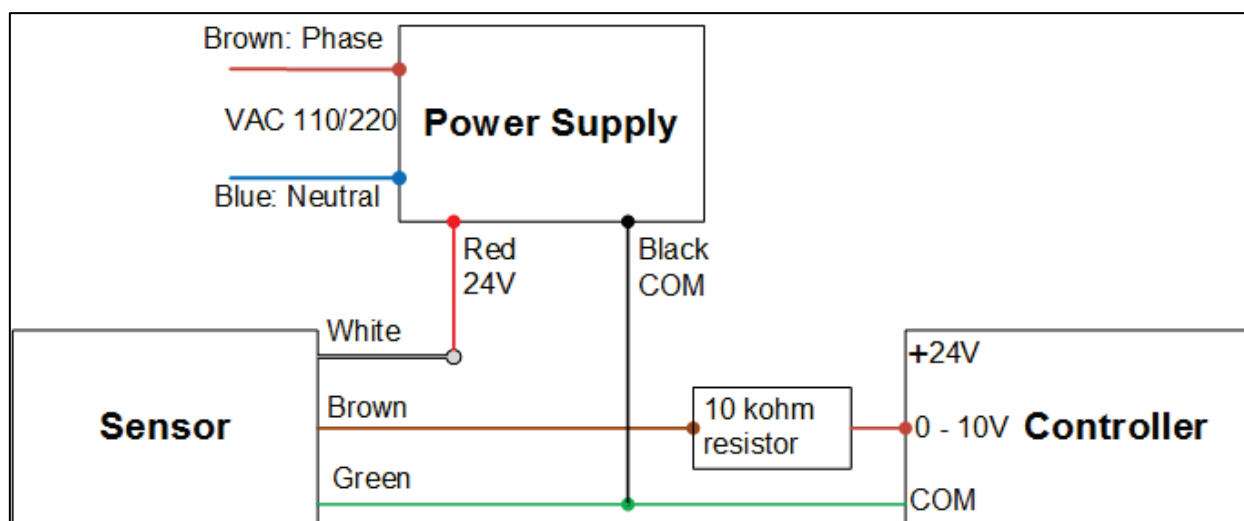 Brown: Phase
VAC 110/220
Power Supply
Blue: Neutral
Red
24V
Black
COM
White
Sensor
Brown
Green
10 kohm
resistor
+24V
0 - 10V
Controller
COM